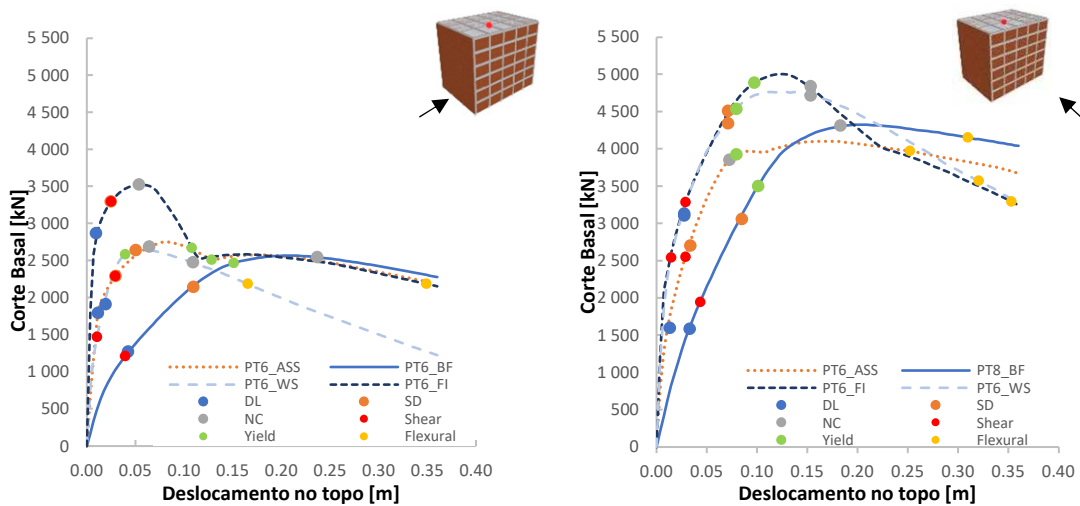 5 500
5 000
4 500
4 000
3 500
3 000
2 500
2 000
1 500
1 000
500
0
Corte Basal [kN]
PT6_ASS PT6_BF
PT6_WS PT6_FI
DL SD
NC Shear
Yield Flexural
0.00 0.05 0.10 0.15 0.20 0.25 0.30 0.35 0.40
Deslocamento no topo [m]
5 500
5 000
4 500
4 000
3 500
3 000
2 500
2 000
1 500
1 000
500
0
Corte Basal [kN]
PT6_ASS PT8_BF
PT6_FI PT6_WS
DL SD
NC Shear
Yield Flexural
0.00 0.05 0.10 0.15 0.20 0.25 0.30 0.35 0.40
Deslocamento no topo [m]